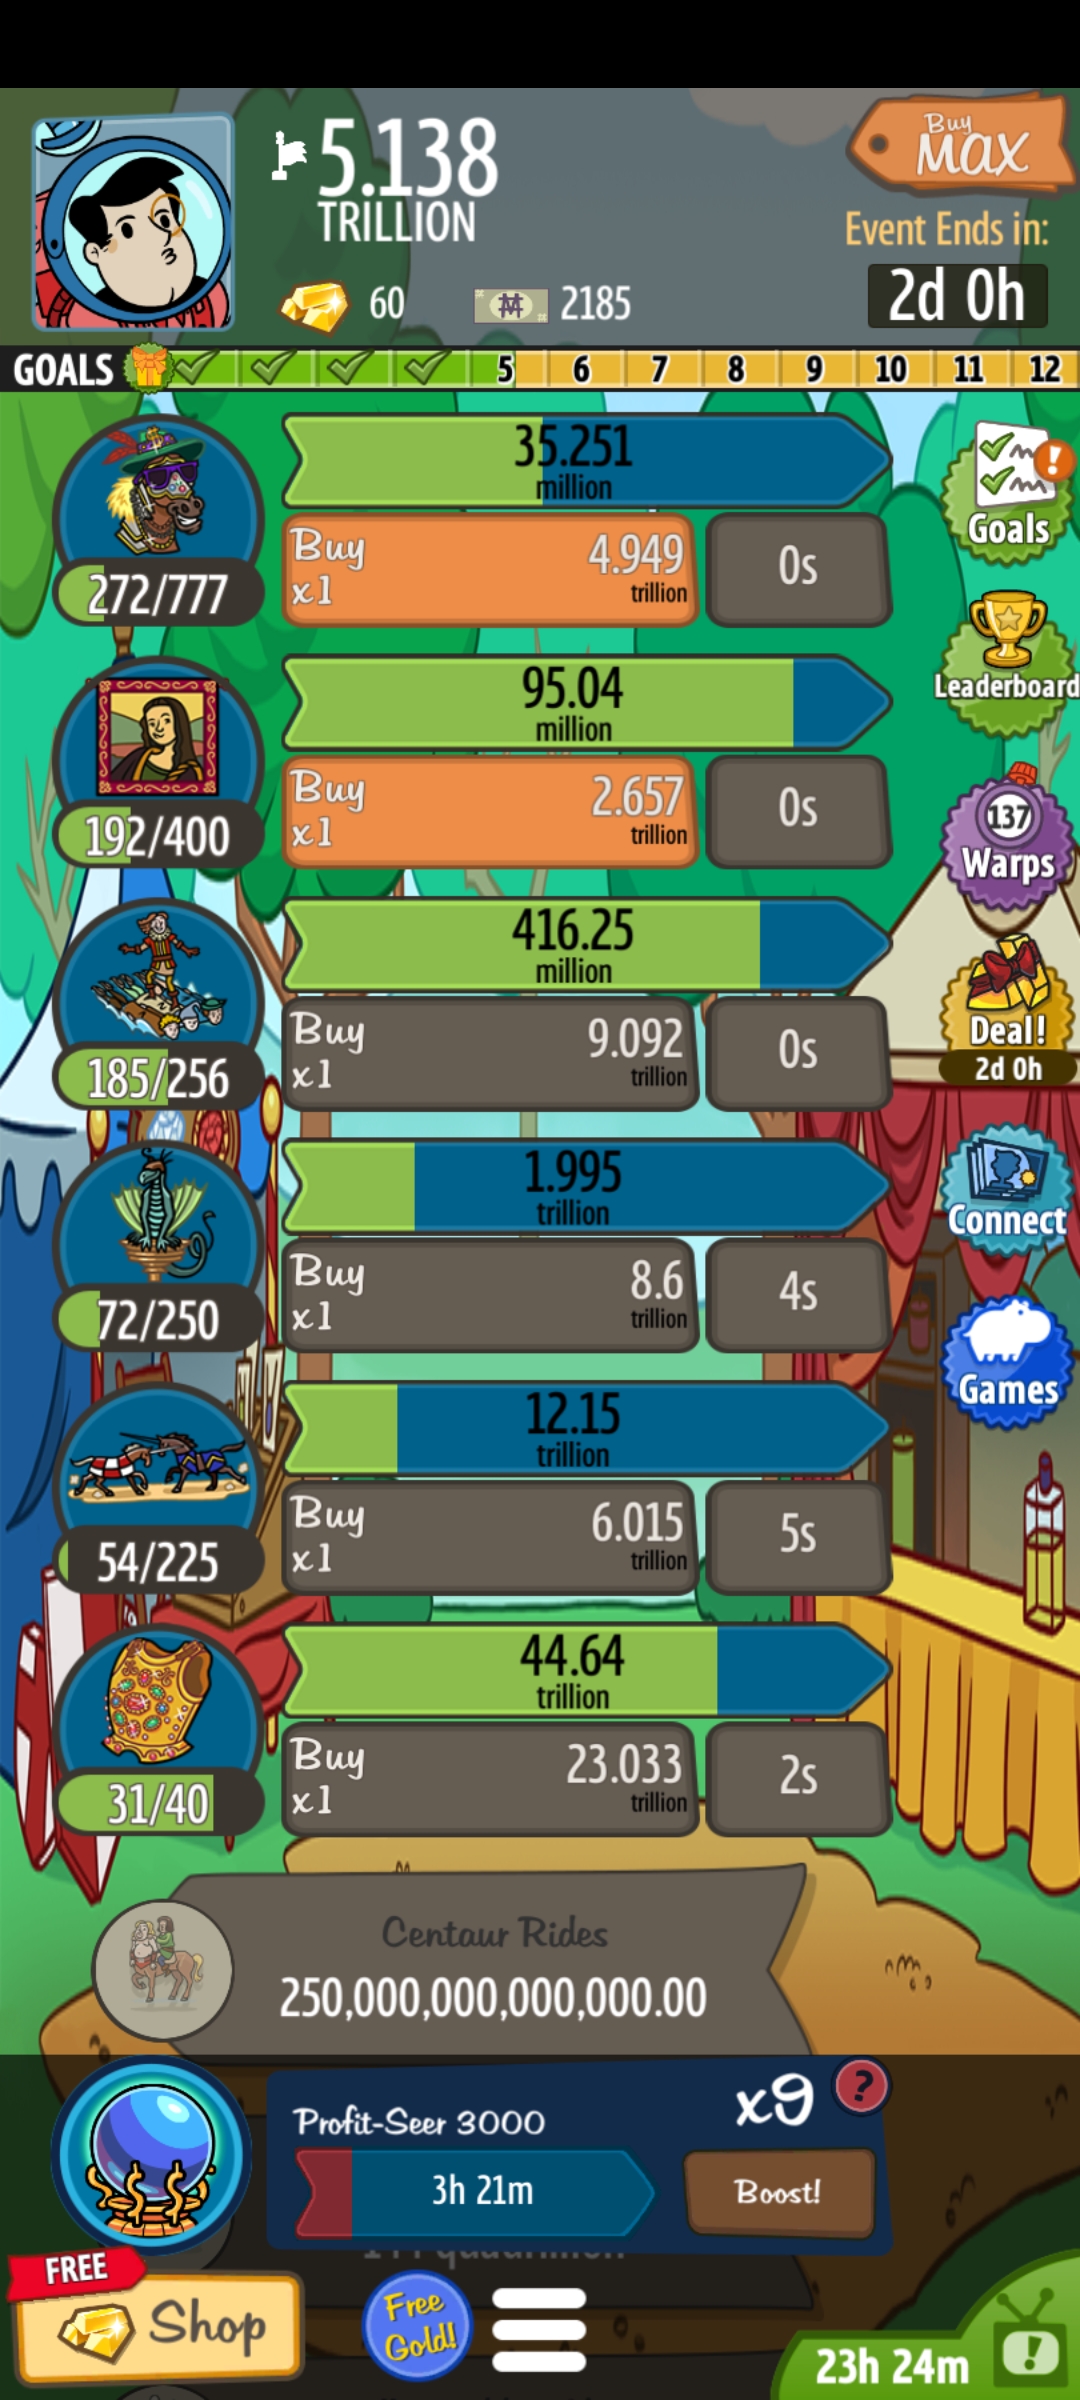 5.138
TRILLION
Buy
MAX
Event Ends in:
2d 0h
60
2185
GOALS 5 6 7 8 9 10 11 12
35.251
million
Buy
x1
4.949
trillion
0s
272/777
Goals
Leaderboard
95.04
million
Buy
x1
2.657
trillion
0s
192/400
137
Warps
416.25
million
Buy
x1
9.092
trillion
0s
185/256
Deal!
2d 0h
1.995
trillion
Buy
x1
8.6
trillion
4s
72/250
Connect
Games
12.15
trillion
Buy
x1
6.015
trillion
5s
54/225
44.64
trillion
Buy
x1
23.033
trillion
2s
31/40
Centaur Rides
250,000,000,000,000.00
Profit-Seer 3000
x9
?
3h 21m
Boost!
FREE
Shop
Free
Gold!
23h 24m